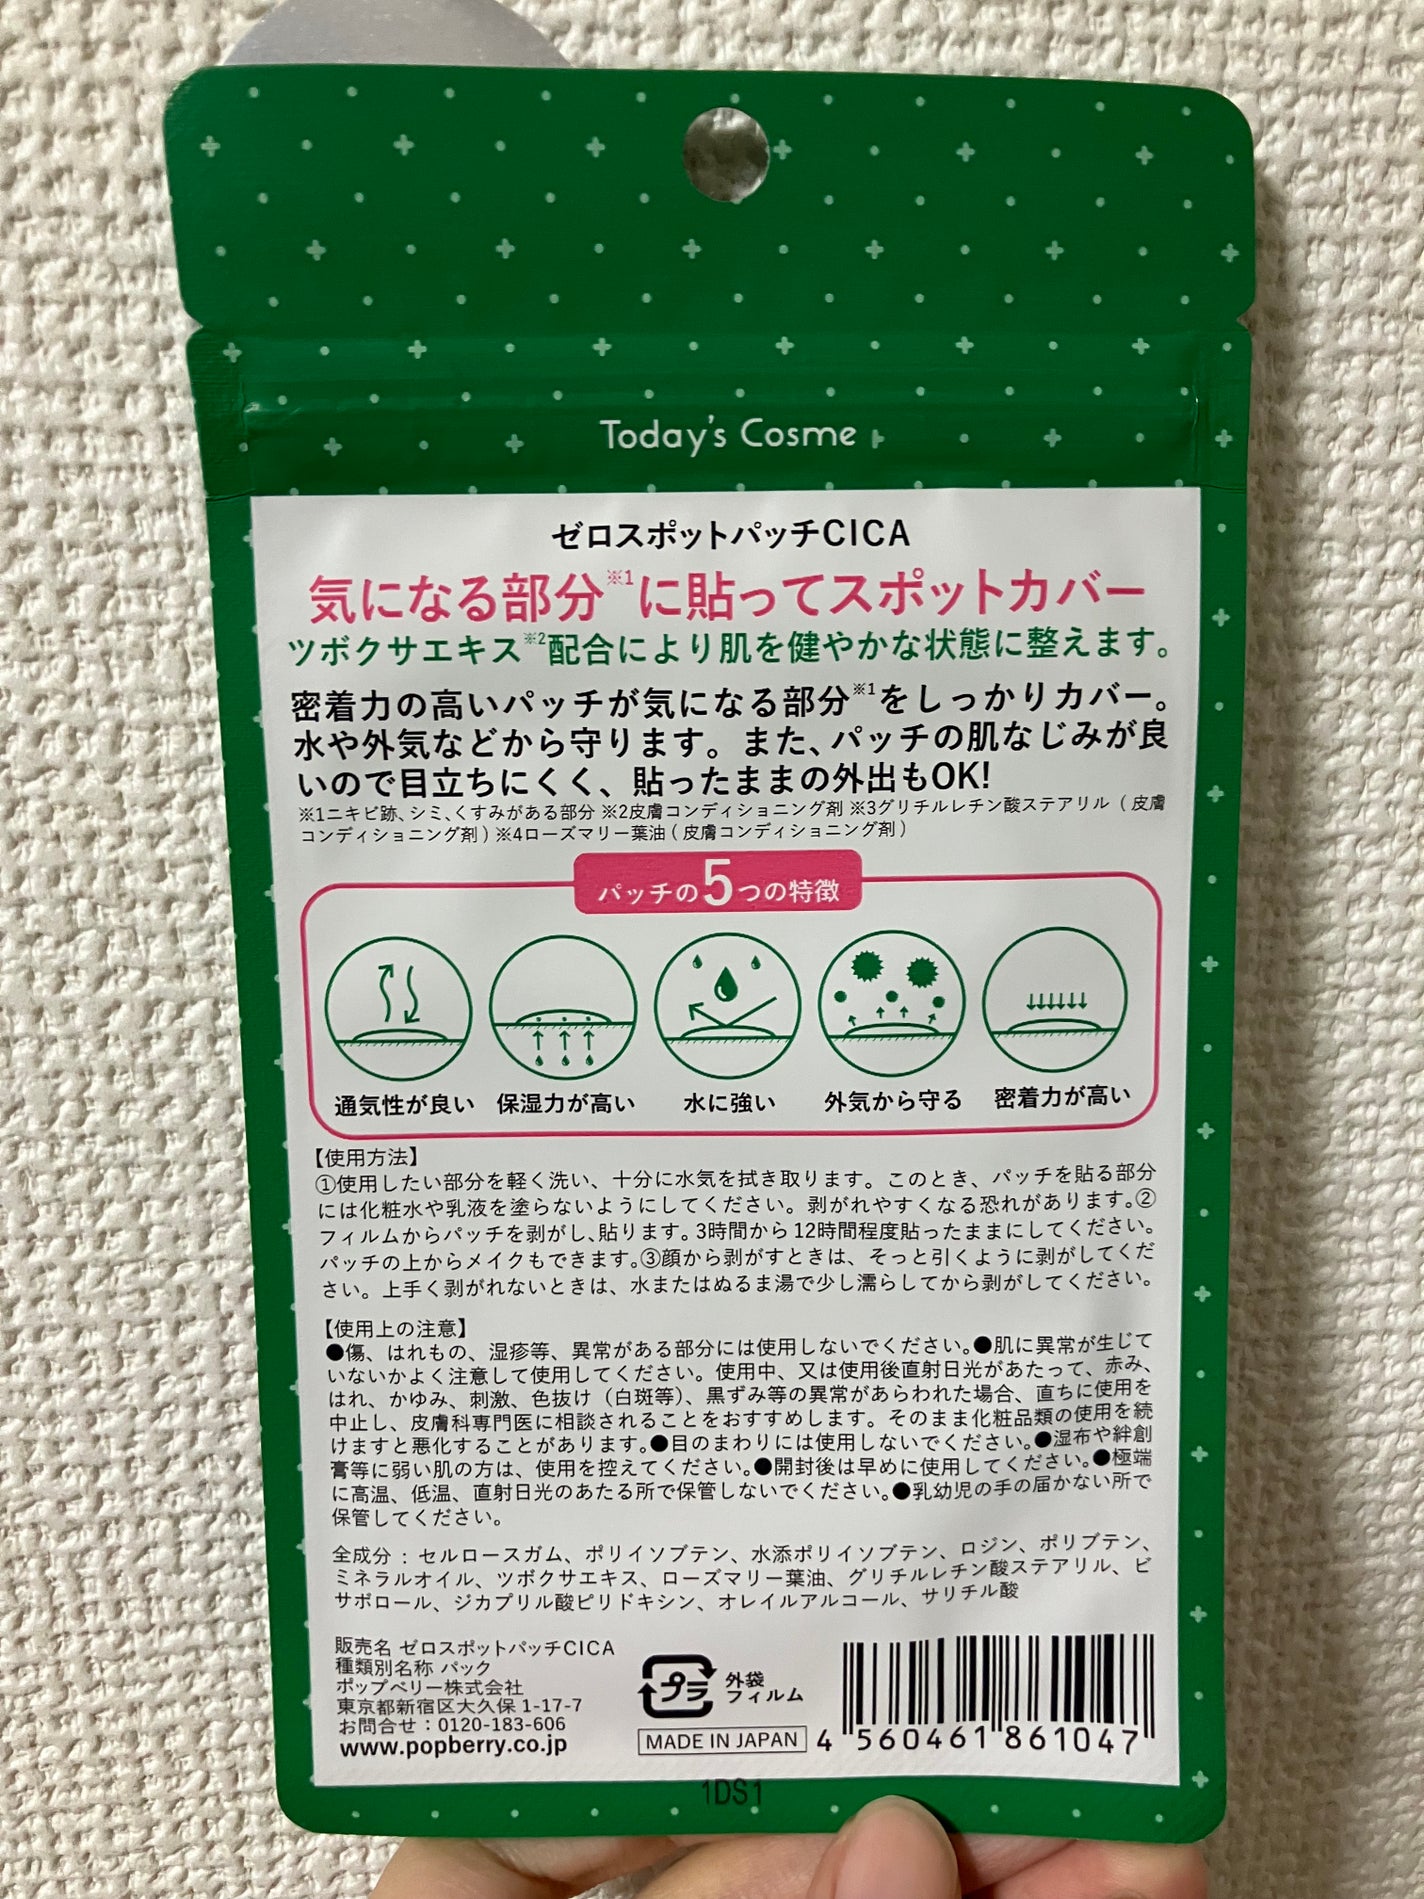 Today's Cosme
ゼロスポットパッチCICA
気になる部分※1に貼ってスポットカバー
ツボクサエキス※2配合により肌を健やかな状態に整えます。
密着力の高いパッチが気になる部分※1をしっかりカバー。
水や外気などから守ります。また、パッチの肌なじみが良
いので目立ちにくく、貼ったままの外出もOK!
※1ニキビ跡、シミ、くすみがある部分 ※2皮膚コンディショニング剤 ※3グリチルレチン酸ステアリル（皮膚
コンディショニング剤）※4ローズマリー葉油（皮膚コンディショニング剤）
パッチの5つの特徴
通気性が良い 保湿力が高い 水に強い 外気から守る 密着力が高い
【使用方法】
①使用したい部分を軽く洗い、十分に水気を拭き取ります。このとき、パッチを貼る部分
には化粧水や乳液を塗らないようにしてください。剥がれやすくなる恐れがあります。②
フィルムからパッチを剥がし、貼ります。3時間から12時間程度貼ったままにしてください。
パッチの上からメイクもできます。③顔から剥がすときは、そっと引くように剥がしてくだ
さい。上手く剥がれないときは、水またはぬるま湯で少し濡らしてから剥がしてください。
【使用上の注意】
●傷、はれもの、湿疹等、異常がある部分には使用しないでください。●肌に異常が生じて
いないかよく注意して使用してください。使用中、又は使用後直射日光があたって、赤み、
はれ、かゆみ、刺激、色抜け（白斑等）、黒ずみ等の異常があらわれた場合、直ちに使用を
中止し、皮膚科専門医に相談されることをおすすめします。そのまま化粧品類の使用を続
けますと悪化することがあります。●目のまわりには使用しないでください。●湿布や絆創
膏等に弱い肌の方は、使用を控えてください。●開封後は早めに使用してください。●極端
に高温、低温、直射日光のあたる所で保管しないでください。●乳幼児の手の届かない所で
保管してください。
全成分：セルロースガム、ポリイソブテン、水添ポリイソブテン、ロジン、ポリブテン、
ミネラルオイル、ツボクサエキス、ローズマリー葉油、グリチルレチン酸ステアリル、ビ
サボロール、ジカプリル酸ピリドキシン、オレイルアルコール、サリチル酸
販売名 ゼロスポットパッチCICA
種類別名称 パック
ポップベリー株式会社
東京都新宿区大久保1-17-7
お問合せ：0120-183-606
www.popberry.co.jp
プラ
外袋
フィルム
MADE IN JAPAN
4 560461 861047
1DS1